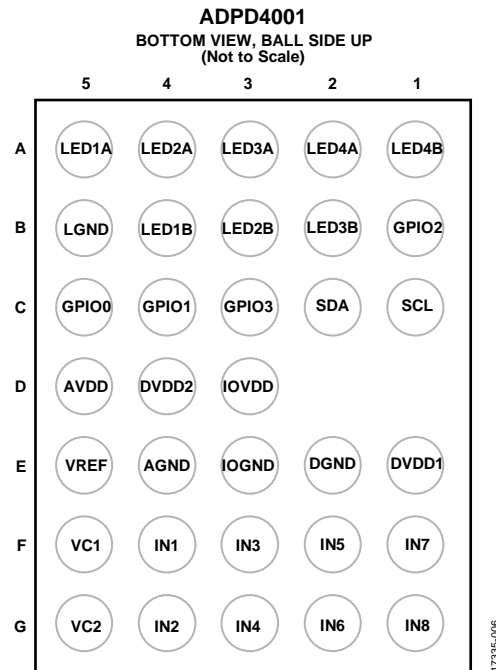 ADPD4001
BOTTOM VIEW, BALL SIDE UP
(Not to Scale)
5 4 3 2 1
A LED1A LED2A LED3A LED4A LED4B
B LGND LED1B LED2B LED3B GPIO2
C GPIO0 GPIO1 GPIO3 SDA SCL
D AVDD DVDD2 IOVDD
E VREF AGND IOGND DGND DVDD1
F VC1 IN1 IN3 IN5 IN7
G VC2 IN2 IN4 IN6 IN8